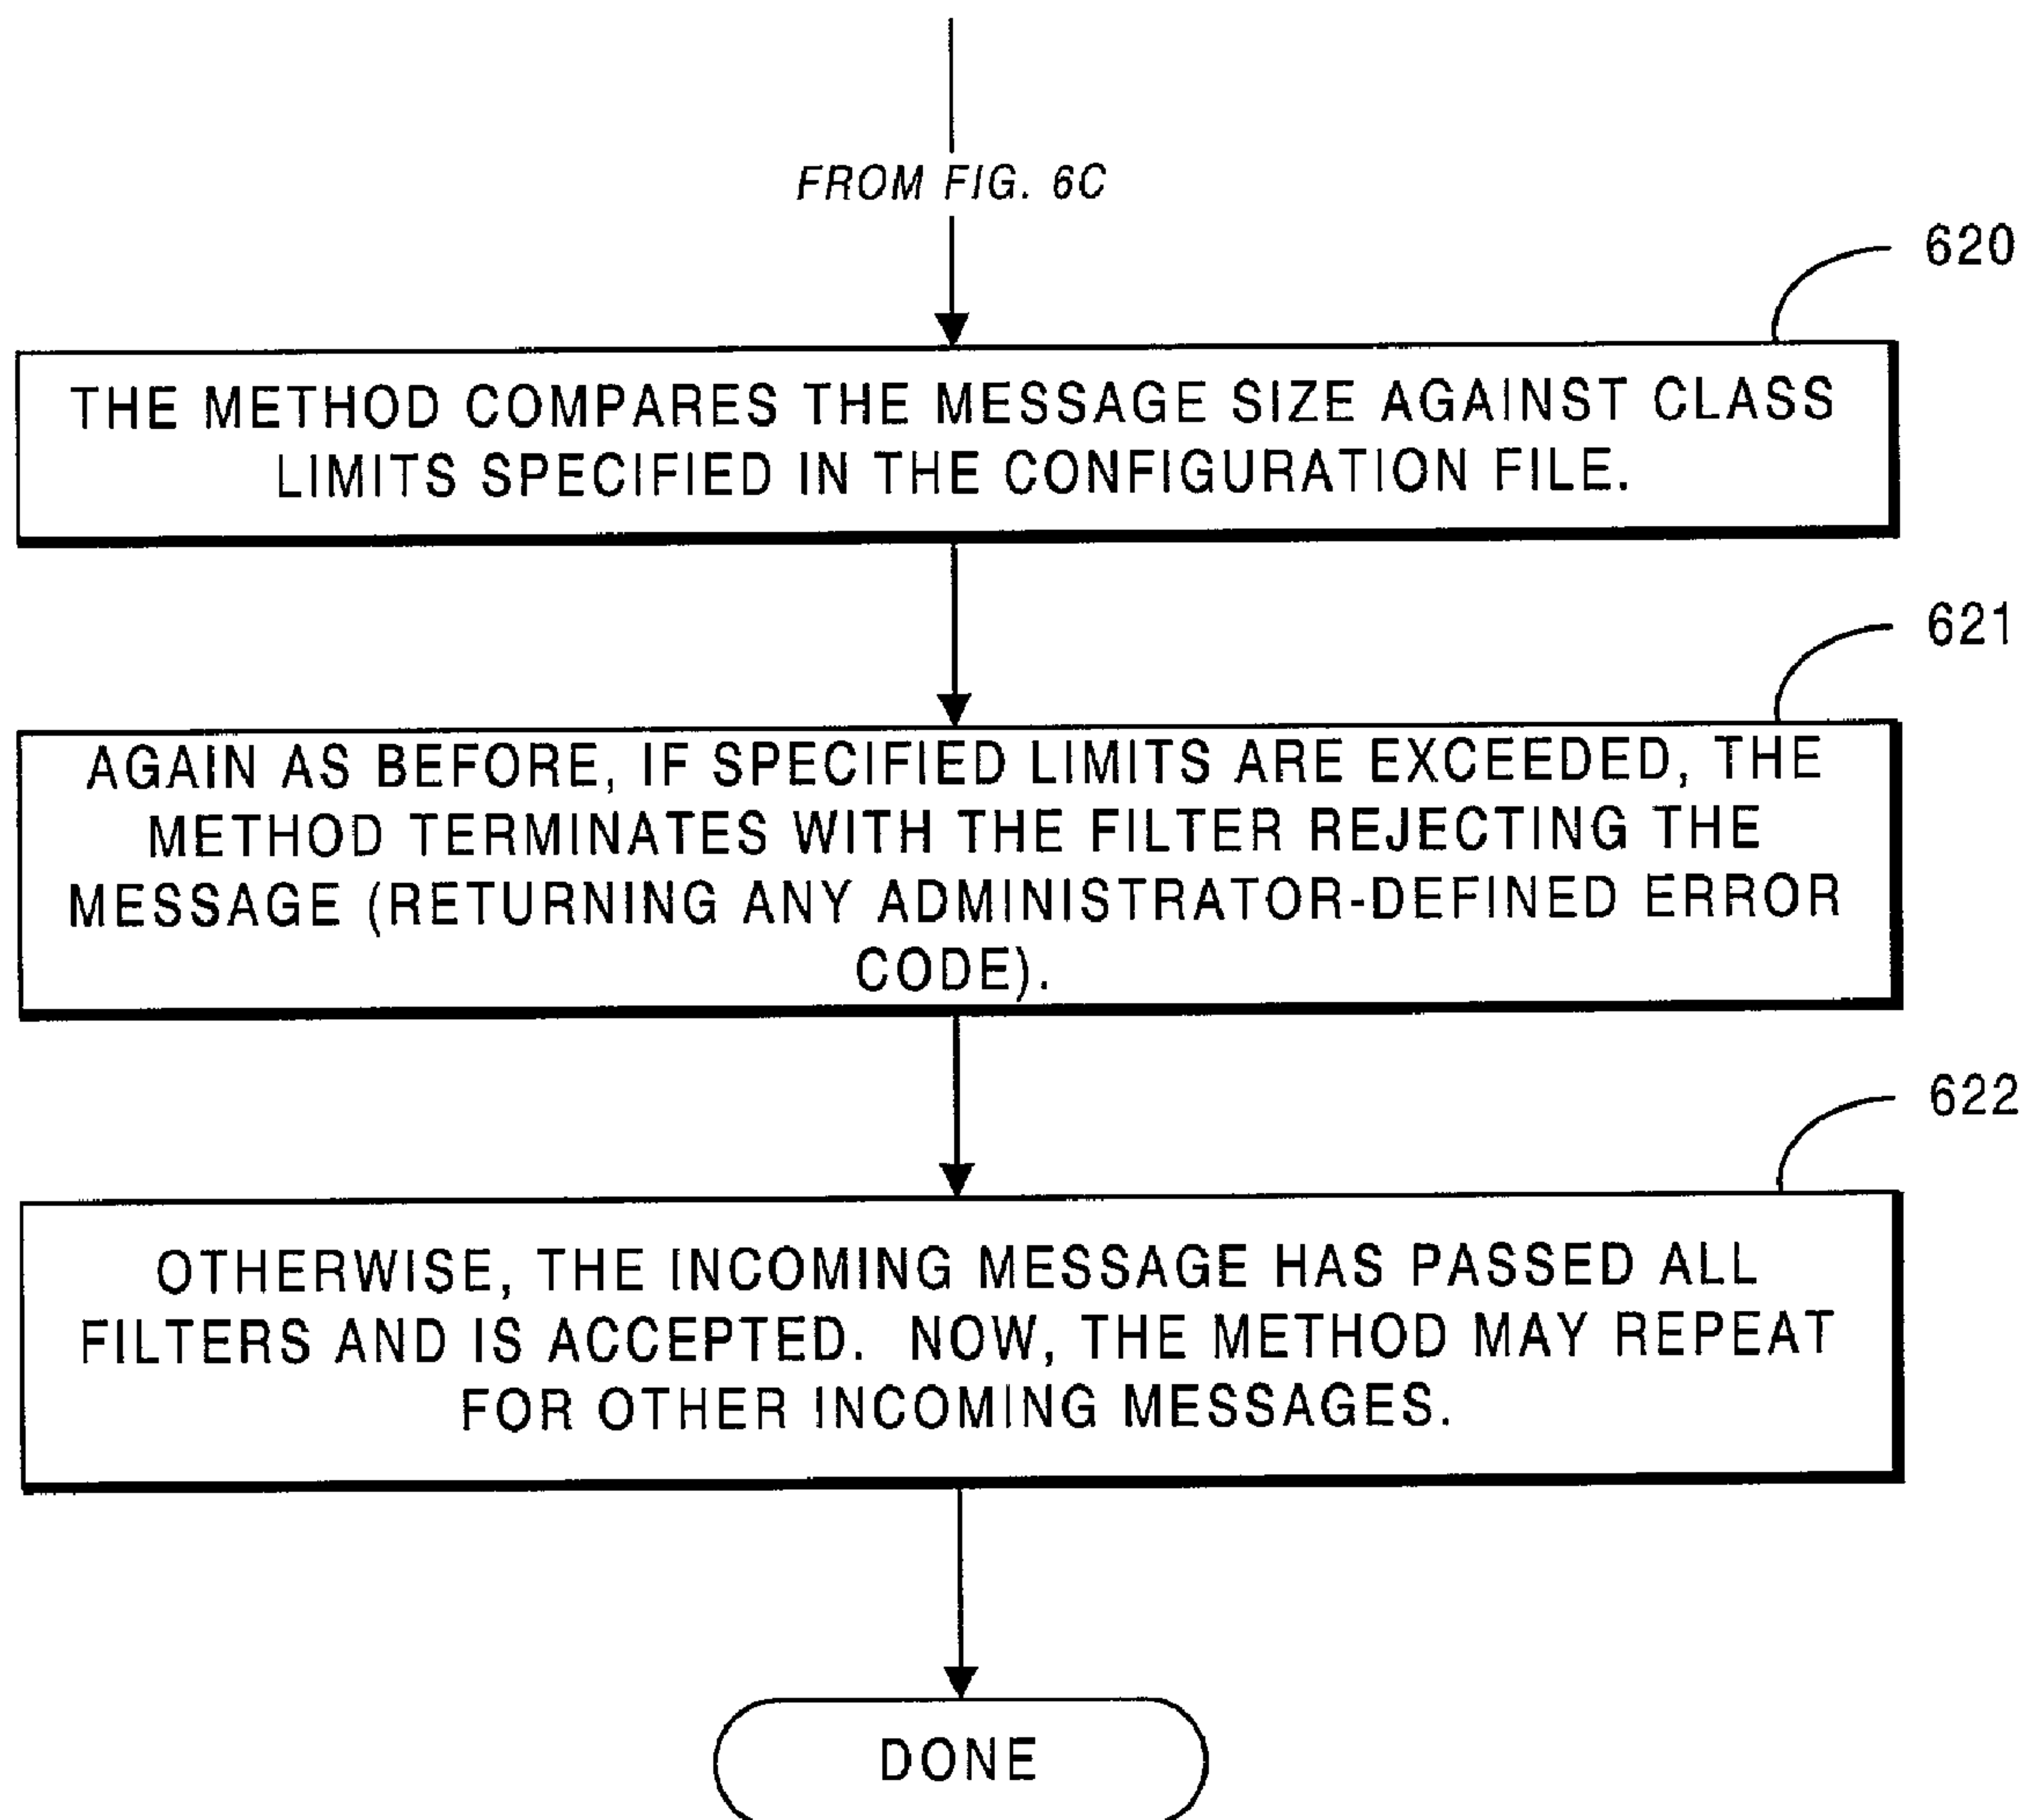 FROM FIG. 6C
620
THE METHOD COMPARES THE MESSAGE SIZE AGAINST CLASS
LIMITS SPECIFIED IN THE CONFIGURATION FILE.
621
AGAIN AS BEFORE, IF SPECIFIED LIMITS ARE EXCEEDED, THE
METHOD TERMINATES WITH THE FILTER REJECTING THE
MESSAGE (RETURNING ANY ADMINISTRATOR-DEFINED ERROR
CODE).
622
OTHERWISE, THE INCOMING MESSAGE HAS PASSED ALL
FILTERS AND IS ACCEPTED. NOW, THE METHOD MAY REPEAT
FOR OTHER INCOMING MESSAGES.
DONE